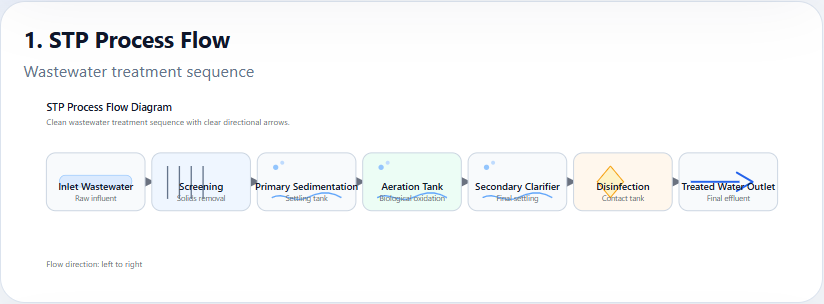 1. STP Process Flow
Wastewater treatment sequence
STP Process Flow Diagram
Clean wastewater treatment sequence with clear directional arrows.
Inlet Wastewater
Raw influent
Screening
Solids removal
Primary Sedimentation
Settling tank
Aeration Tank
Biological oxidation
Secondary Clarifier
Final settling
Disinfection
Contact tank
Treated Water Outlet
Final effluent
Flow direction: left to right